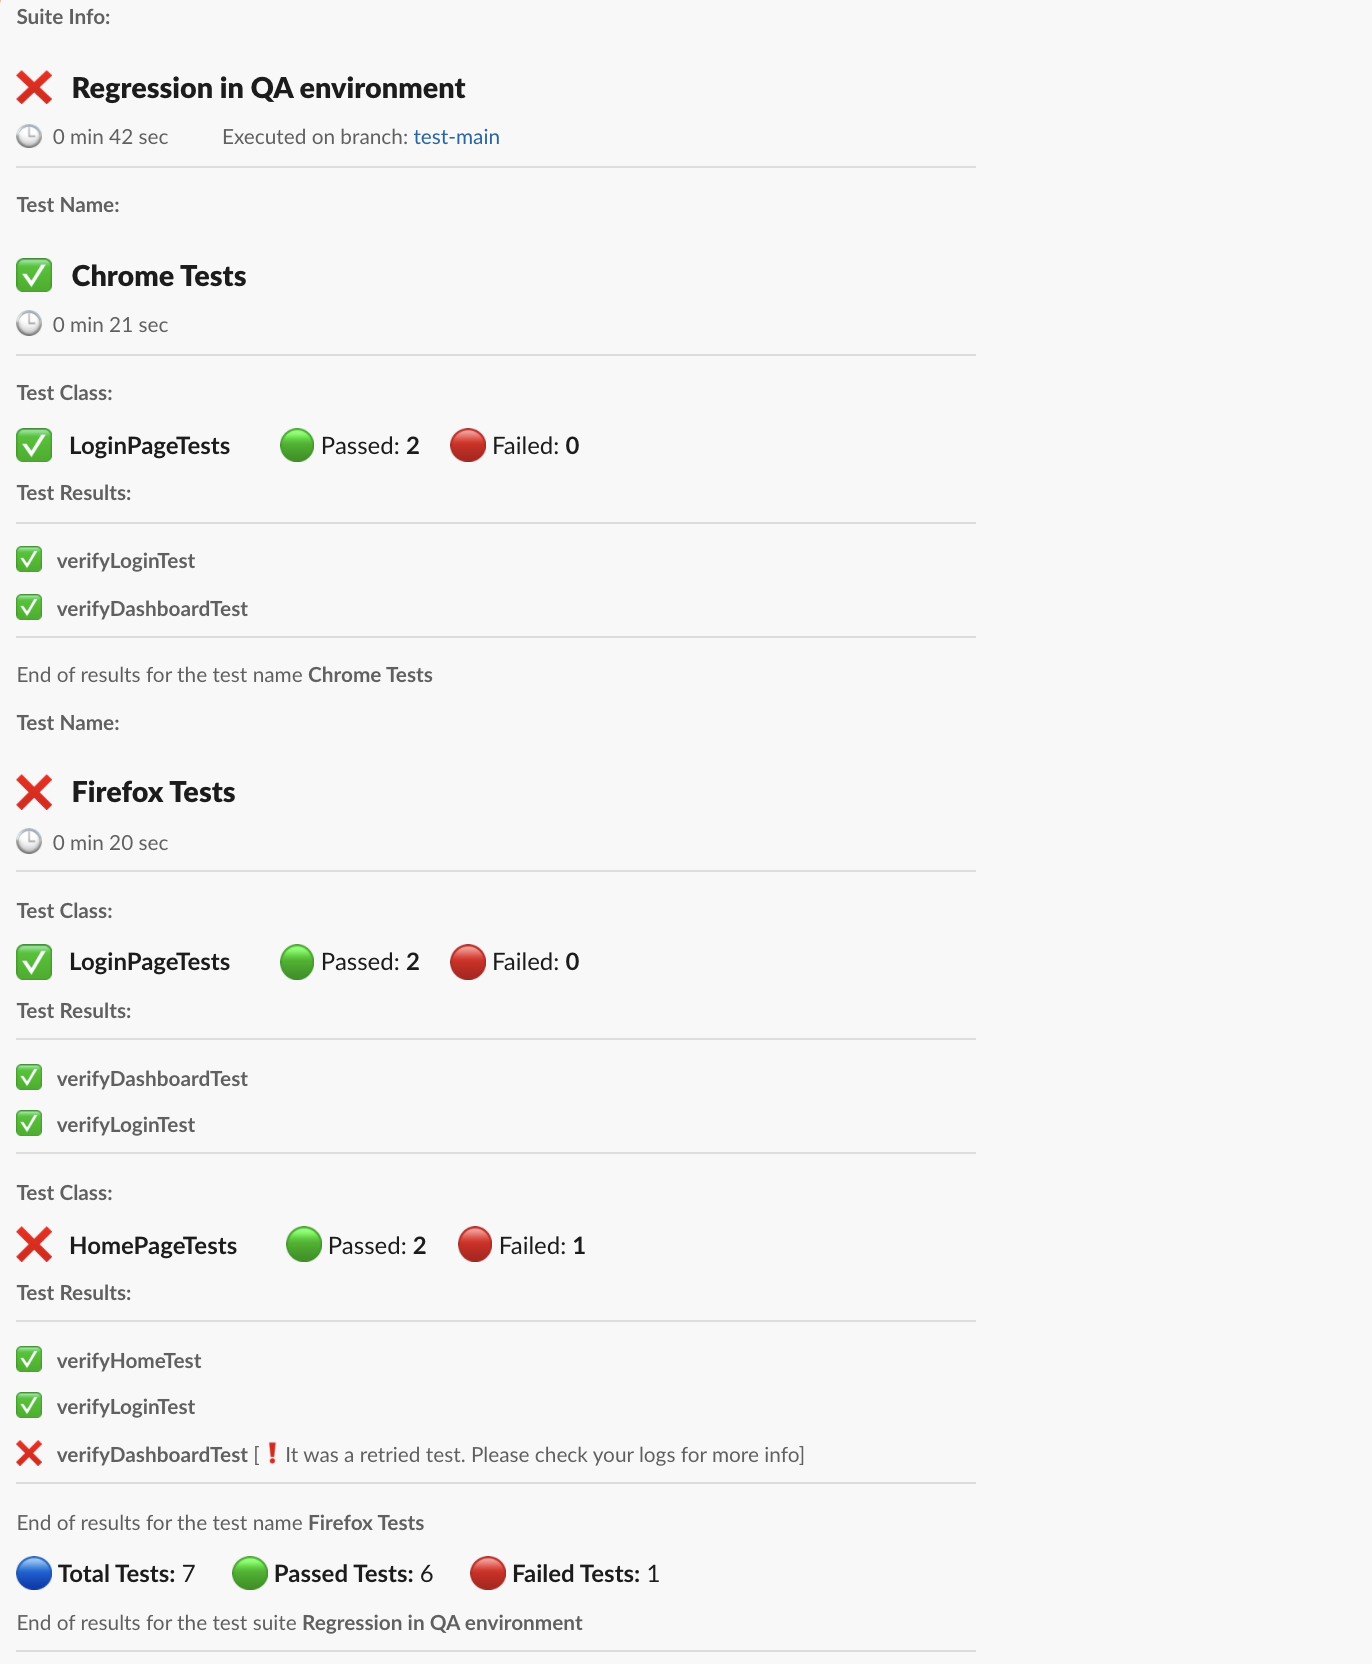 Suite Info:
❌ Regression in QA environment
🕒 0 min 42 sec Executed on branch: test-main
Test Name:
✅ Chrome Tests
🕒 0 min 21 sec
Test Class:
✅ LoginPageTests 🟢 Passed: 2 🔴 Failed: 0
Test Results:
✅ verifyLoginTest
✅ verifyDashboardTest
End of results for the test name Chrome Tests
Test Name:
❌ Firefox Tests
🕒 0 min 20 sec
Test Class:
✅ LoginPageTests 🟢 Passed: 2 🔴 Failed: 0
Test Results:
✅ verifyDashboardTest
✅ verifyLoginTest
Test Class:
❌ HomePageTests 🟢 Passed: 2 🔴 Failed: 1
Test Results:
✅ verifyHomeTest
✅ verifyLoginTest
❌ verifyDashboardTest [ ❗ It was a retried test. Please check your logs for more info]
End of results for the test name Firefox Tests
🔵 Total Tests: 7 🟢 Passed Tests: 6 🔴 Failed Tests: 1
End of results for the test suite Regression in QA environment